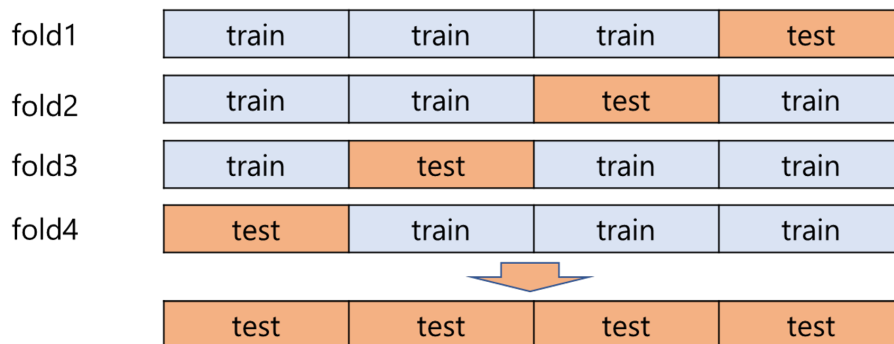 fold1 train train train test
fold2 train train test train
fold3 train test train train
fold4 test train train train
test test test test